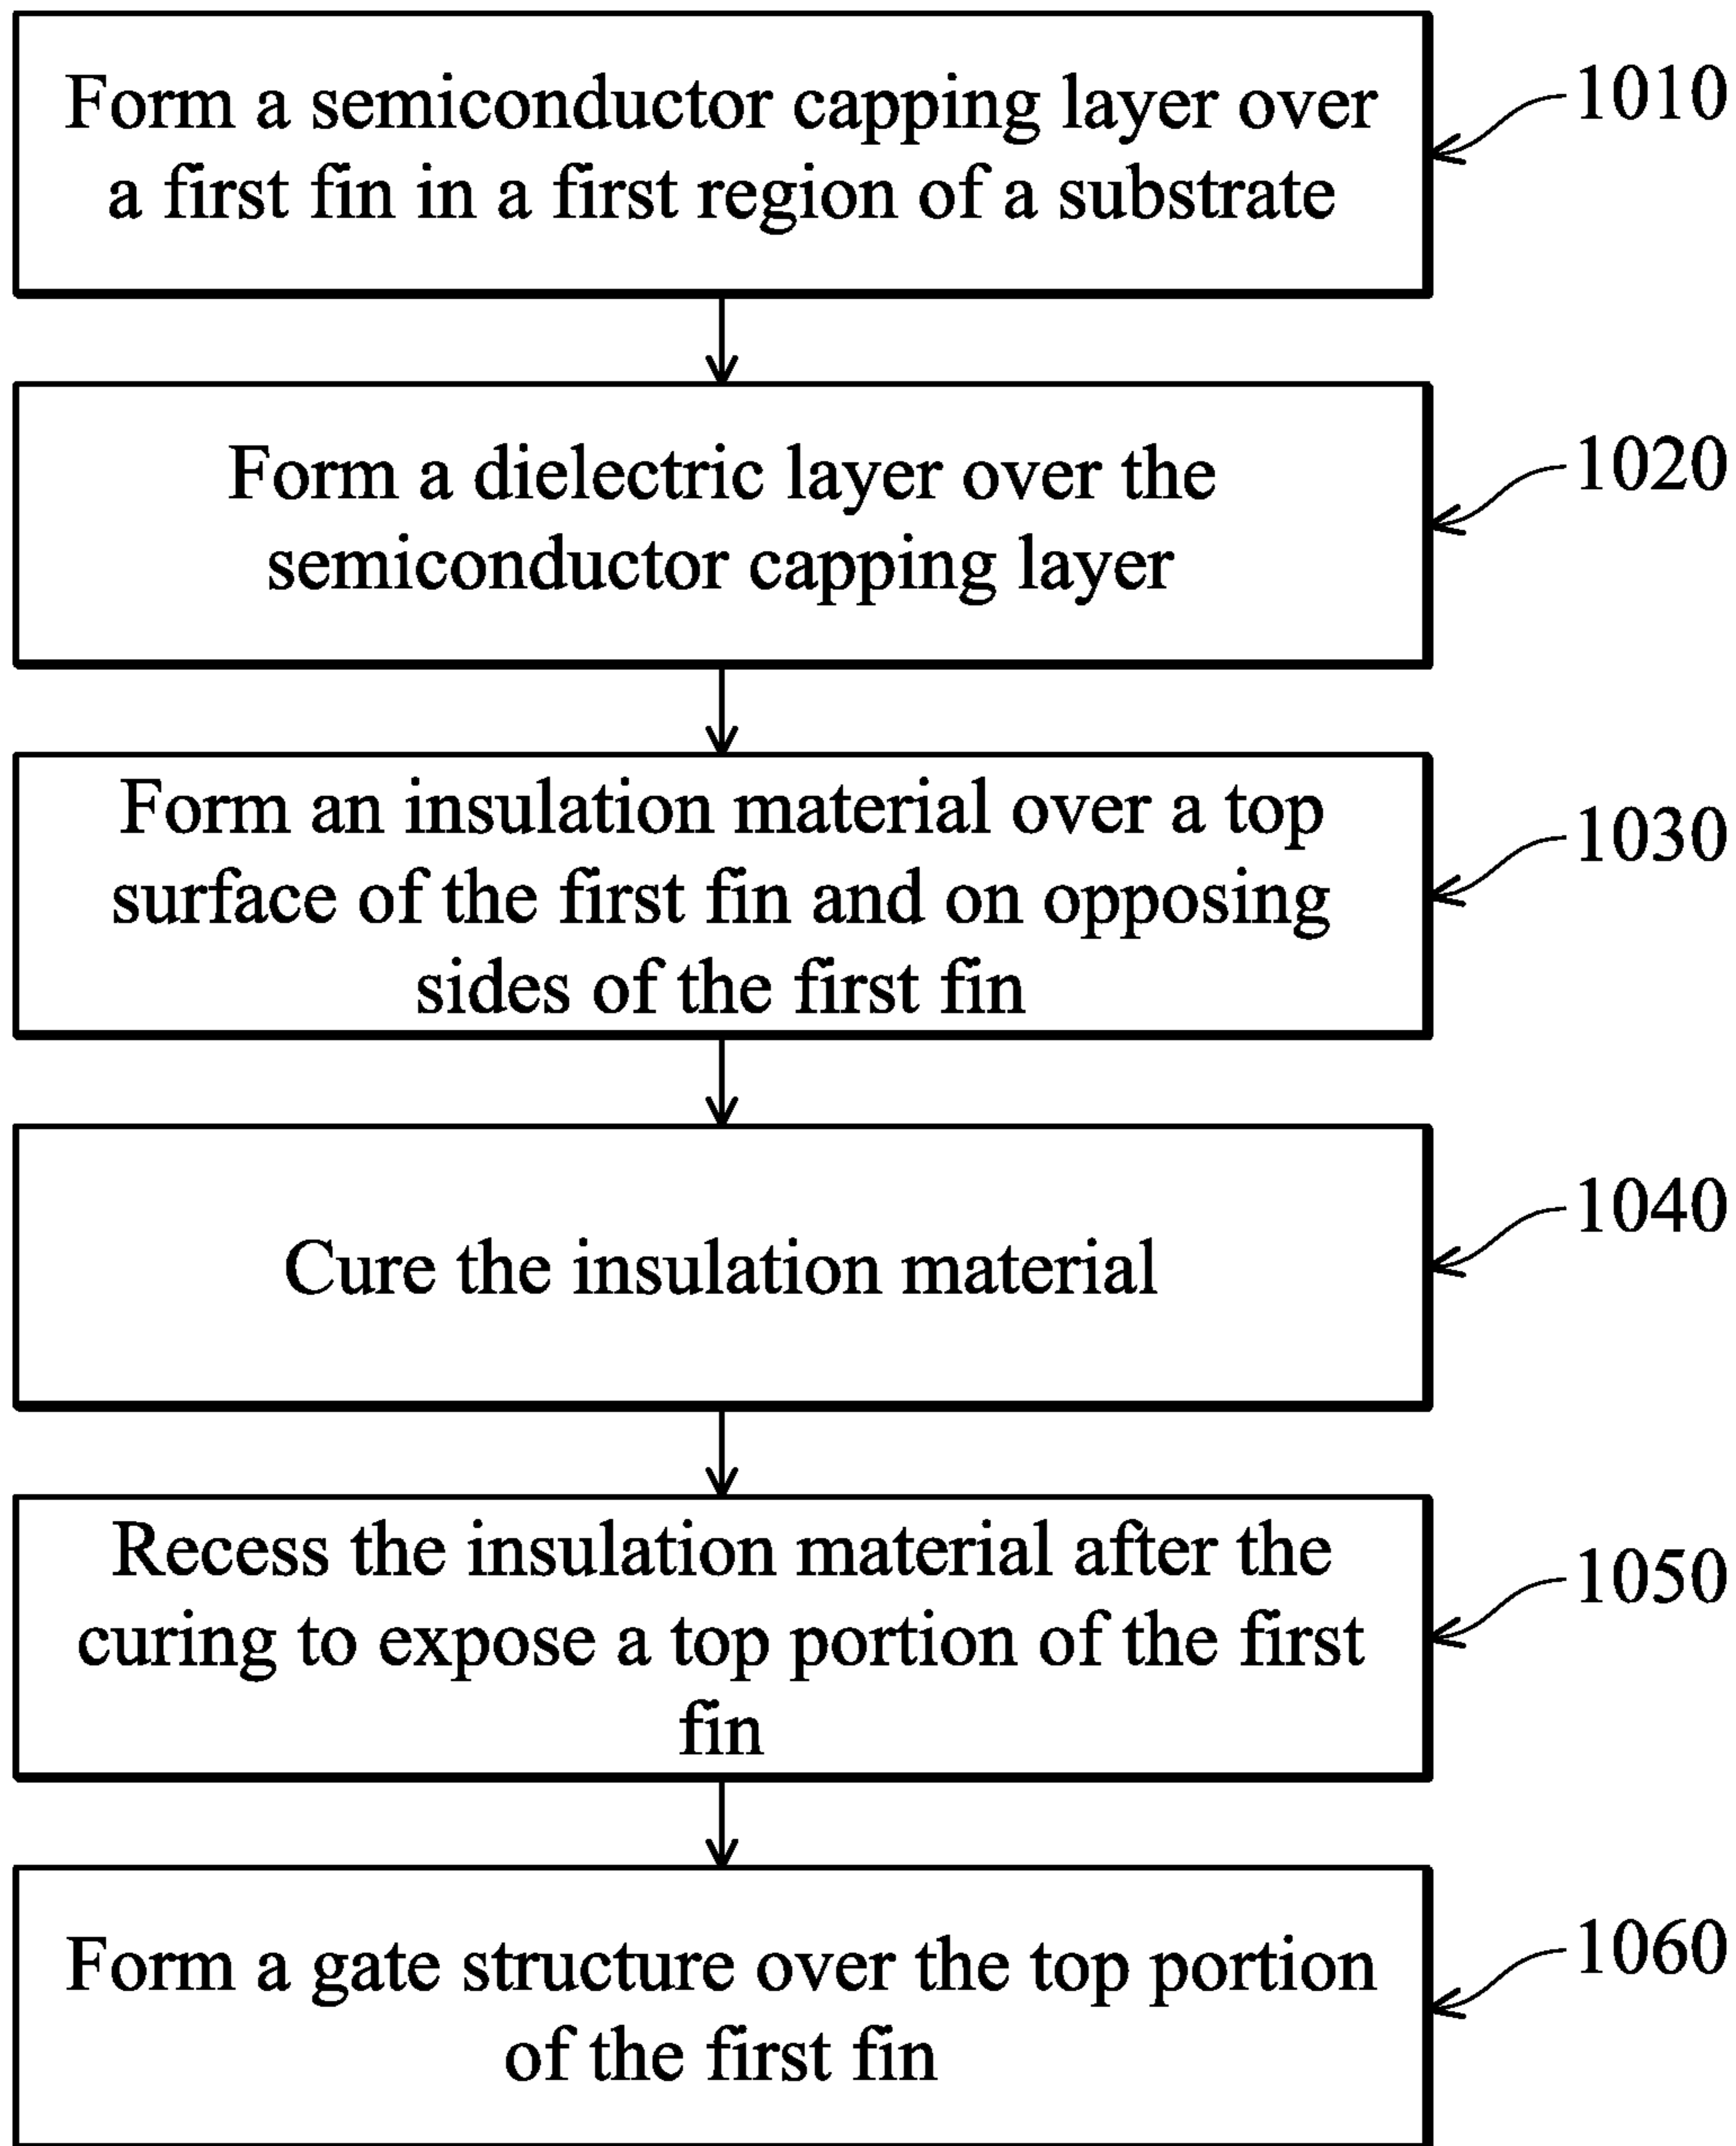 Form a semiconductor capping layer over
a first fin in a first region of a substrate
1010
Form a dielectric layer over the
semiconductor capping layer
1020
Form an insulation material over a top
surface of the first fin and on opposing
sides of the first fin
1030
Cure the insulation material
1040
Recess the insulation material after the
curing to expose a top portion of the first
fin
1050
Form a gate structure over the top portion
of the first fin
1060